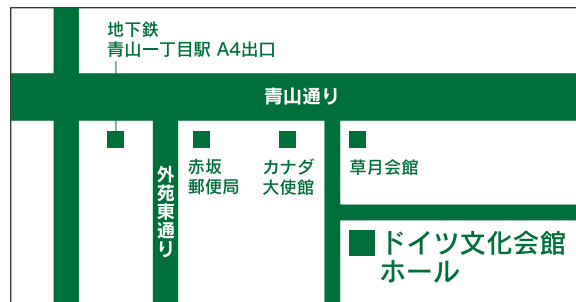 地下鉄
青山一丁目駅 A4出口
青山通り
外苑東通り
赤坂
郵便局
カナダ
大使館
草月会館
ドイツ文化会館
ホール